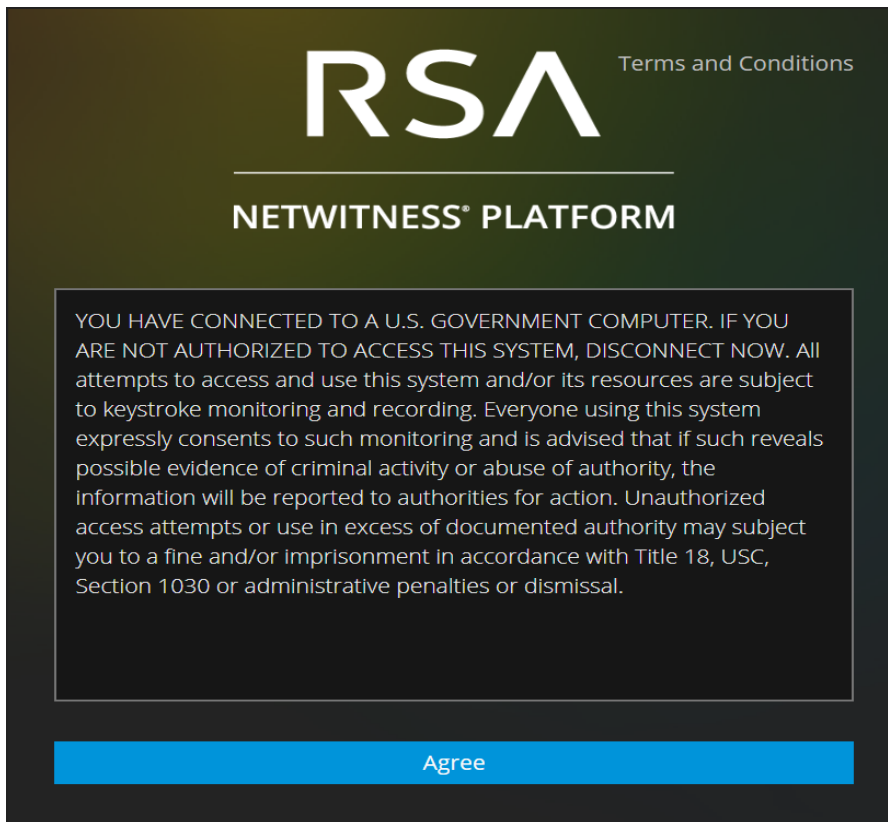 RSA
Terms and Conditions
NETWITNESS® PLATFORM
YOU HAVE CONNECTED TO A U.S. GOVERNMENT COMPUTER. IF YOU
ARE NOT AUTHORIZED TO ACCESS THIS SYSTEM, DISCONNECT NOW. All
attempts to access and use this system and/or its resources are subject
to keystroke monitoring and recording. Everyone using this system
expressly consents to such monitoring and is advised that if such reveals
possible evidence of criminal activity or abuse of authority, the
information will be reported to authorities for action. Unauthorized
access attempts or use in excess of documented authority may subject
you to a fine and/or imprisonment in accordance with Title 18, USC,
Section 1030 or administrative penalties or dismissal.
Agree